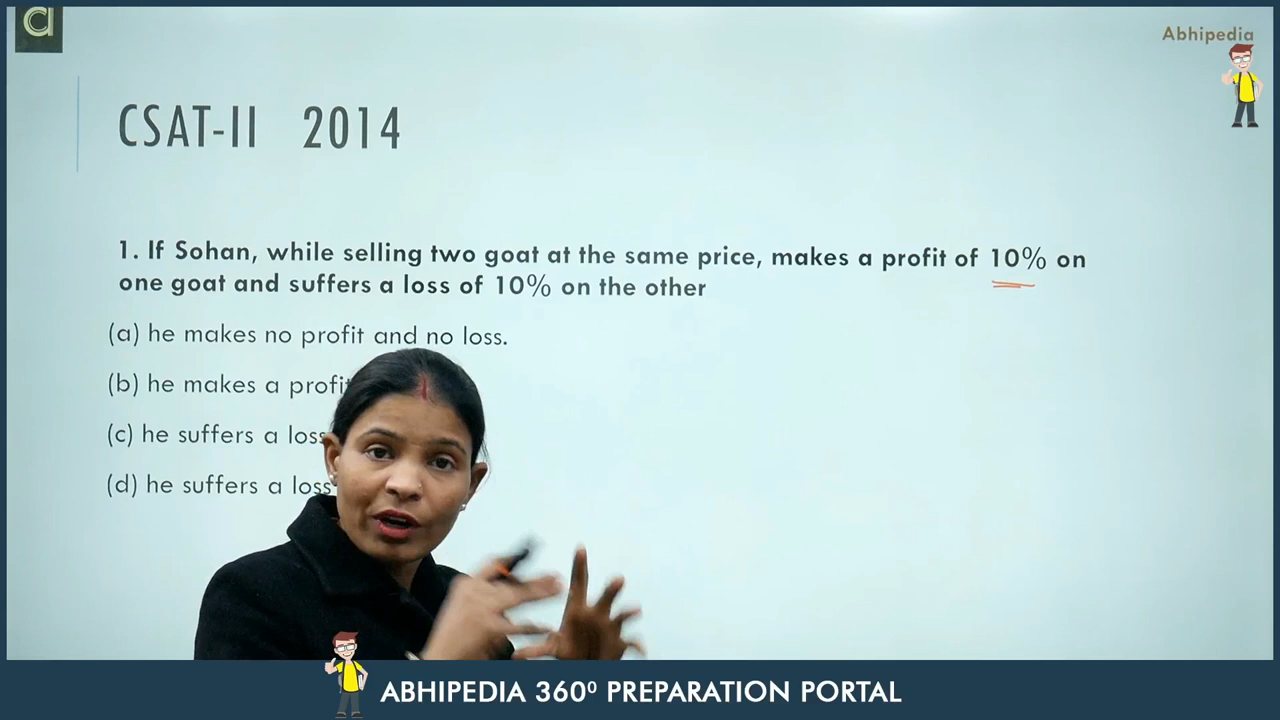 a
Abhipedia
CSAT-II 2014
1. If Sohan, while selling two goat at the same price, makes a profit of 10% on
one goat and suffers a loss of 10% on the other
(a) he makes no profit and no loss.
(b) he makes a profit
(c) he suffers a loss
(d) he suffers a loss
ABHIPEDIA 360⁰ PREPARATION PORTAL